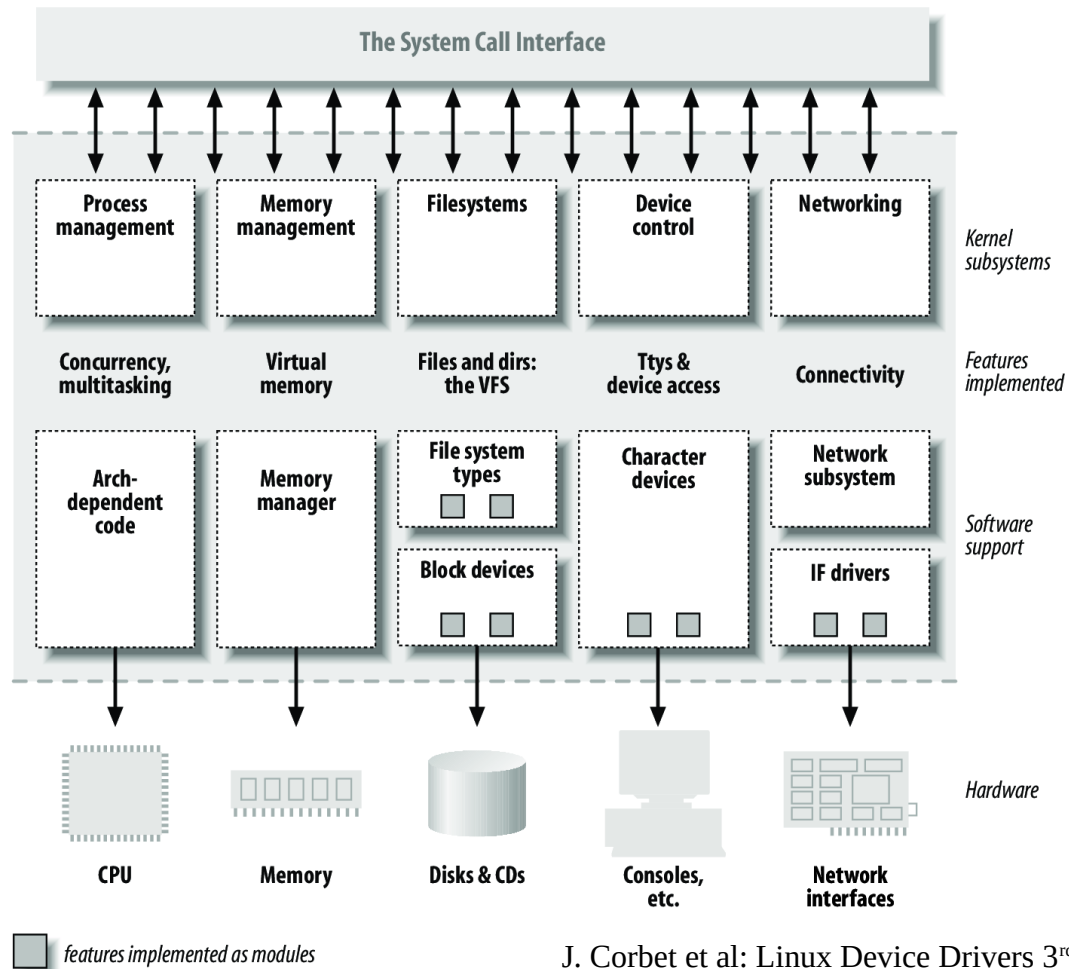 The System Call Interface
Process
management
Memory
management
Filesystems
Device
control
Networking
Kernel
subsystems
Concurrency,
multitasking
Virtual
memory
Files and dirs:
the VFS
Ttys &
device access
Connectivity
Features
implemented
Arch-
dependent
code
Memory
manager
File system
types
Block devices
Character
devices
Network
subsystem
IF drivers
Software
support
CPU
Memory
Disks & CDs
Consoles,
etc.
Network
interfaces
Hardware
features implemented as modules
J. Corbet et al: Linux Device Drivers 3rd